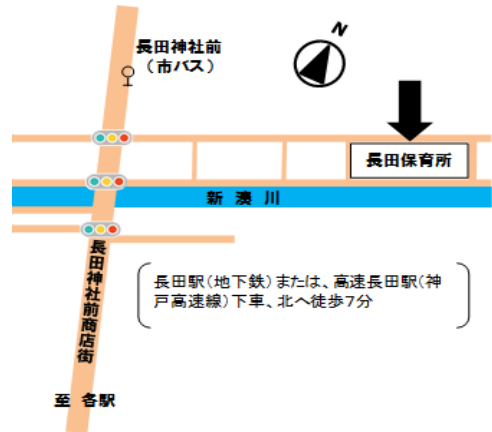 長田神社前
（市バス）
N
長田保育所
新湊川
長田神社前商店街
長田駅（地下鉄）または、高速長田駅（神
戸高速線）下車、北へ徒歩７分
至 各駅